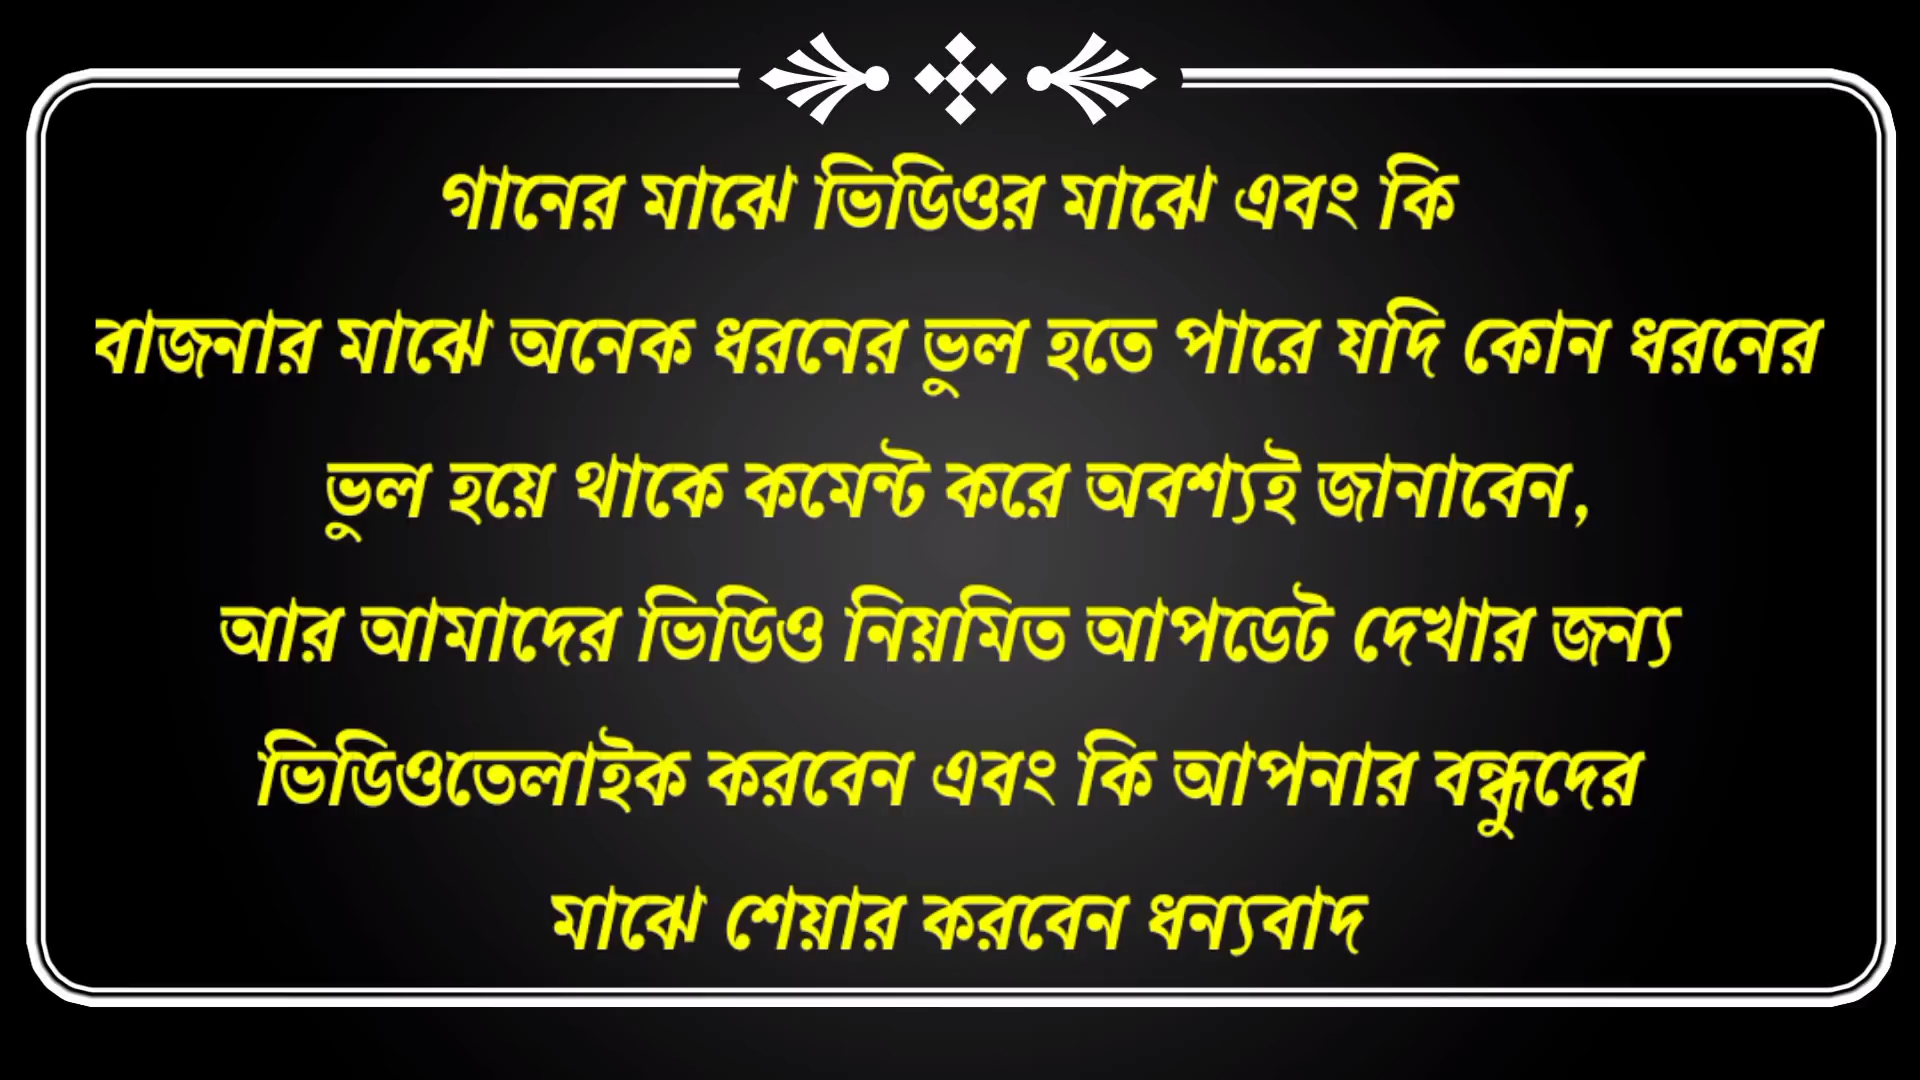 গানের মাঝে ভিডিওর মাঝে এবং কি
বাজনার মাঝে অনেক ধরনের ভুল হতে পারে যদি কোন ধরনের
ভুল হয়ে থাকে কমেন্ট করে অবশ্যই জানাবেন,
আর আমাদের ভিডিও নিয়মিত আপডেট দেখার জন্য
ভিডিওতেলাইক করবেন এবং কি আপনার বন্ধুদের
মাঝে শেয়ার করবেন ধন্যবাদ